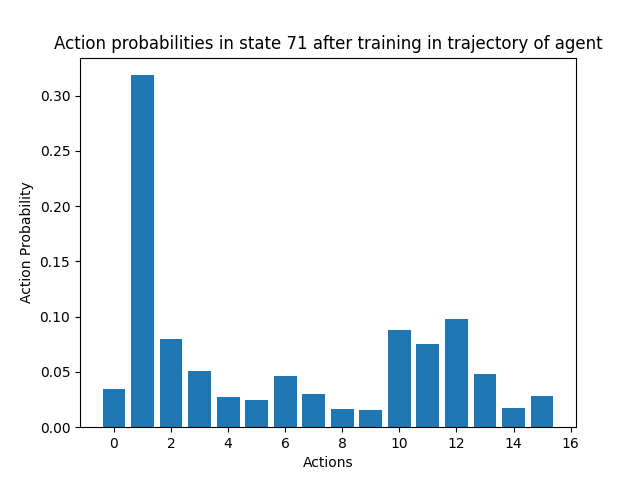 Action probabilities in state 71 after training in trajectory of agent
0.30
0.25
0.20
0.15
0.10
0.05
0.00
Action Probability
0 2 4 6 8 10 12 14 16
Actions